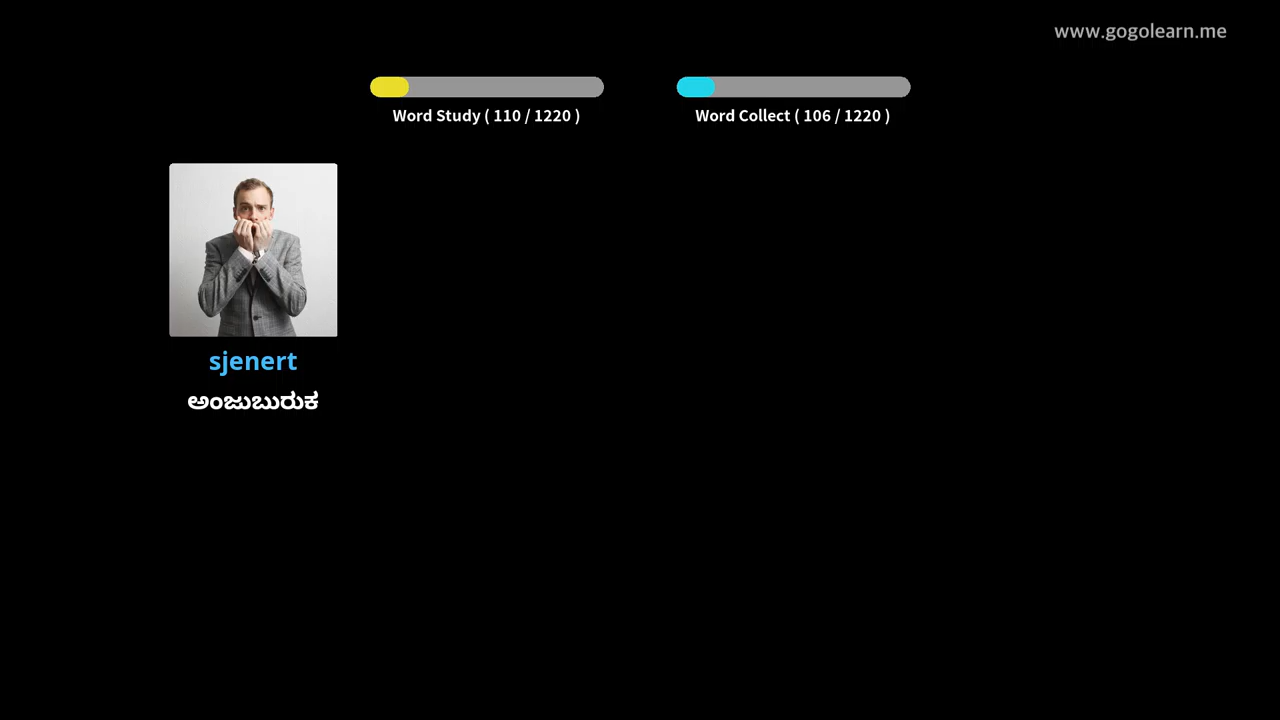 www.gogolearn.me
Word Study ( 110 / 1220 )
Word Collect ( 106 / 1220 )
sjenert
ಅಂಜುಬುರುಕ